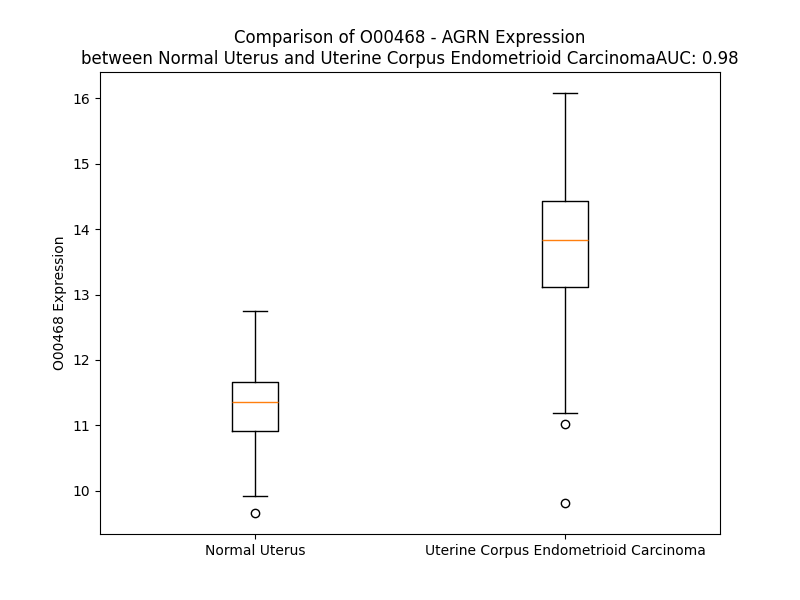 Comparison of O00468 - AGRN Expression
between Normal Uterus and Uterine Corpus Endometrioid CarcinomaAUC: 0.98
16
15
14
13
12
11
10
O00468 Expression
Normal Uterus
Uterine Corpus Endometrioid Carcinoma